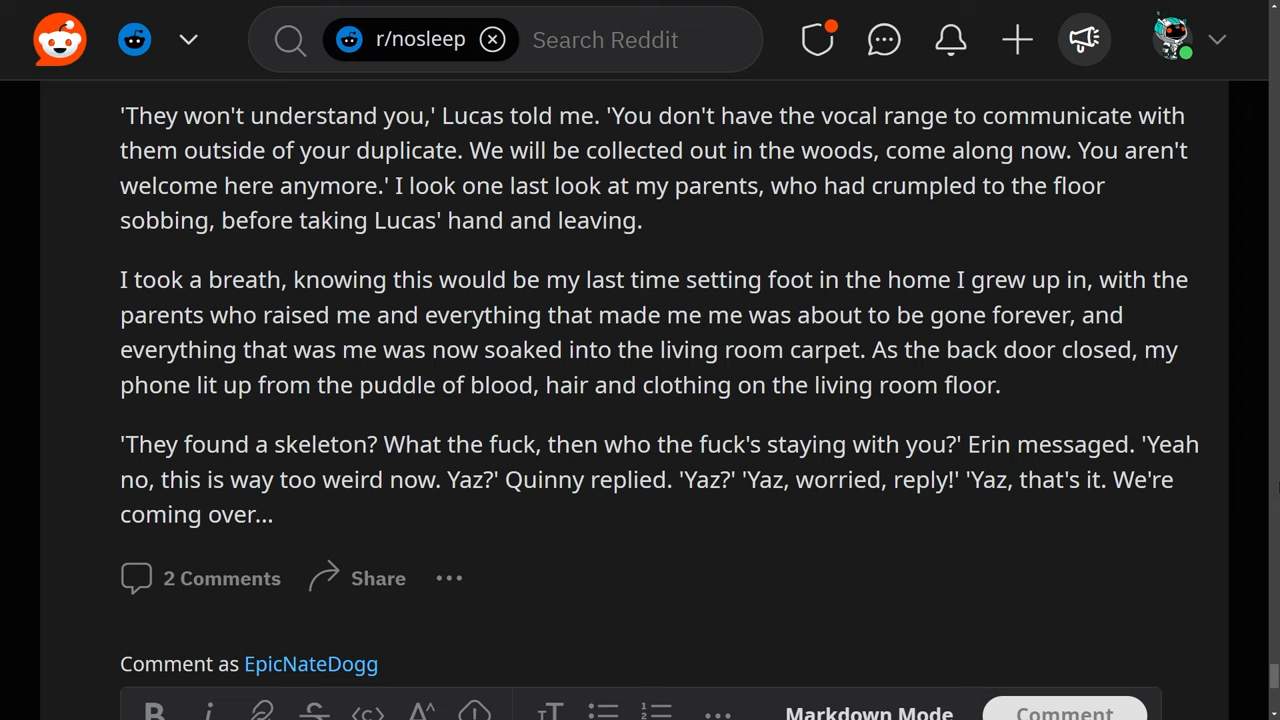 r/nosleep
Search Reddit
'They won't understand you,' Lucas told me. 'You don't have the vocal range to communicate with
them outside of your duplicate. We will be collected out in the woods, come along now. You aren't
welcome here anymore.' I look one last look at my parents, who had crumpled to the floor
sobbing, before taking Lucas' hand and leaving.
I took a breath, knowing this would be my last time setting foot in the home I grew up in, with the
parents who raised me and everything that made me me was about to be gone forever, and
everything that was me was now soaked into the living room carpet. As the back door closed, my
phone lit up from the puddle of blood, hair and clothing on the living room floor.
'They found a skeleton? What the fuck, then who the fuck's staying with you?' Erin messaged. 'Yeah
no, this is way too weird now. Yaz?' Quinny replied. 'Yaz?' 'Yaz, worried, reply!' 'Yaz, that's it. We're
coming over...
2 Comments Share
Comment as EpicNateDogg
B i S <c> A T Markdown Mode Comment